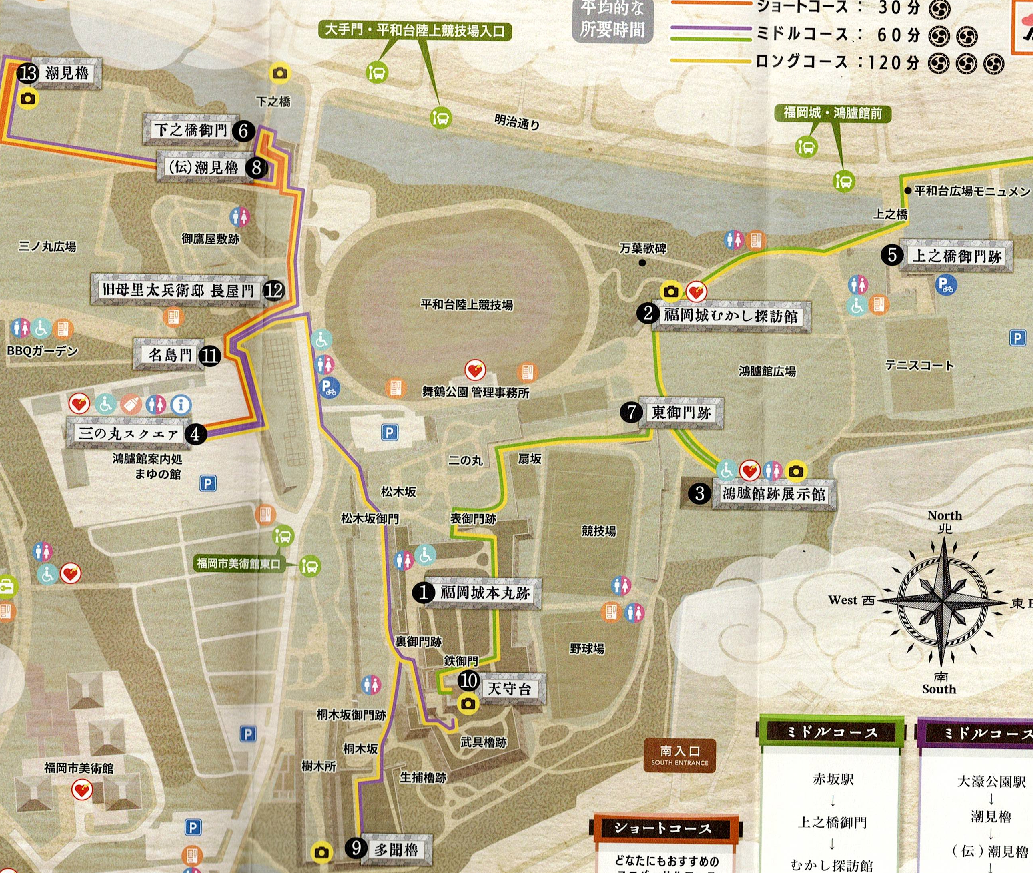 平均的な
所要時間
ショートコース : 30分
ミドルコース : 60分
ロングコース :120分
大手門・平和台陸上競技場入口
13 潮見櫓
下之橋
明治通り
福岡城・鴻臚館前
下之橋御門 6
(伝)潮見櫓 8
平和台広場モニュメン
上之橋
御鷹屋敷跡
三ノ丸広場
万葉歌碑
5 上之橋御門跡
旧母里太兵衛邸 長屋門 12
平和台陸上競技場
2 福岡城むかし探訪館
P
BBQガーデン
名島門 11
P
鴻臚館広場
テニスコート
P
舞鶴公園 管理事務所
三の丸スクエア 4
7 東御門跡
P
鴻臚館案内処
まゆの館
二の丸
扇坂
P
松木坂
3 鴻臚館跡展示館
松木坂御門
表御門跡
競技場
North
北
福岡市美術館東口
1 福岡城本丸跡
West 西
東
裏御門跡
鉄御門
野球場
南
South
10 天守台
桐木坂御門跡
武具櫓跡
P
桐木坂
南入口
SOUTH ENTRANCE
樹木所
生捕櫓跡
福岡市美術館
P
9 多聞櫓
ショートコース
どなたにもおすすめの
ミドルコース
赤坂駅
↓
上之橋御門
↓
むかし探訪館
ミドルコース
大濠公園駅
↓
潮見櫓
↓
(伝)潮見櫓
↓